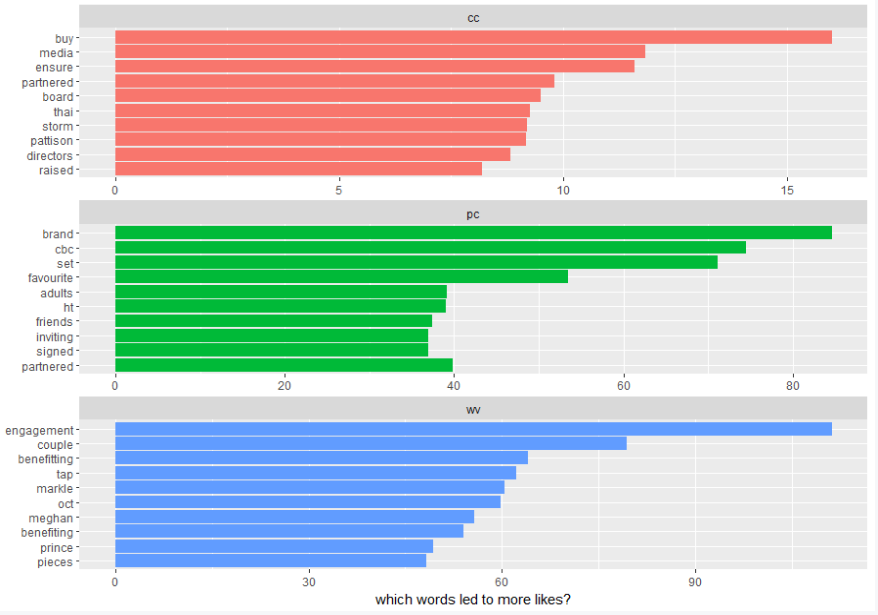 cc
buy
media
ensure
partnered
board
thai
storm
pattison
directors
raised
0 5 10 15
pc
brand
cbc
set
favourite
adults
ht
friends
inviting
signed
partnered
0 20 40 60 80
wv
engagement
couple
benefitting
tap
markle
oct
meghan
benefiting
prince
pieces
0 30 60 90
which words led to more likes?